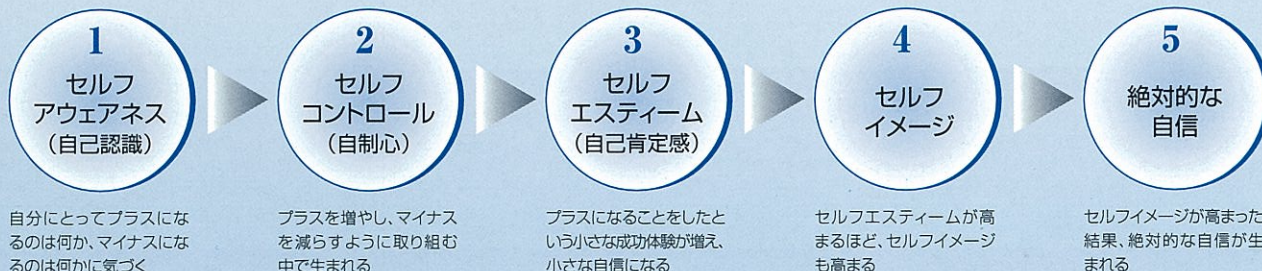 1
セルフ
アウェアネス
(自己認識)
自分にとってプラスにな
るのは何か、マイナスにな
るのは何かに気づく
2
セルフ
コントロール
(自制心)
プラスを増やし、マイナス
を減らすように取り組む
中で生まれる
3
セルフ
エスティーム
(自己肯定感)
プラスになることをしたと
いう小さな成功体験が増え、
小さな自信になる
4
セルフ
イメージ
セルフエスティームが高
まるほど、セルフイメージ
も高まる
5
絶対的な
自信
セルフイメージが高まった
結果、絶対的な自信が生
まれる